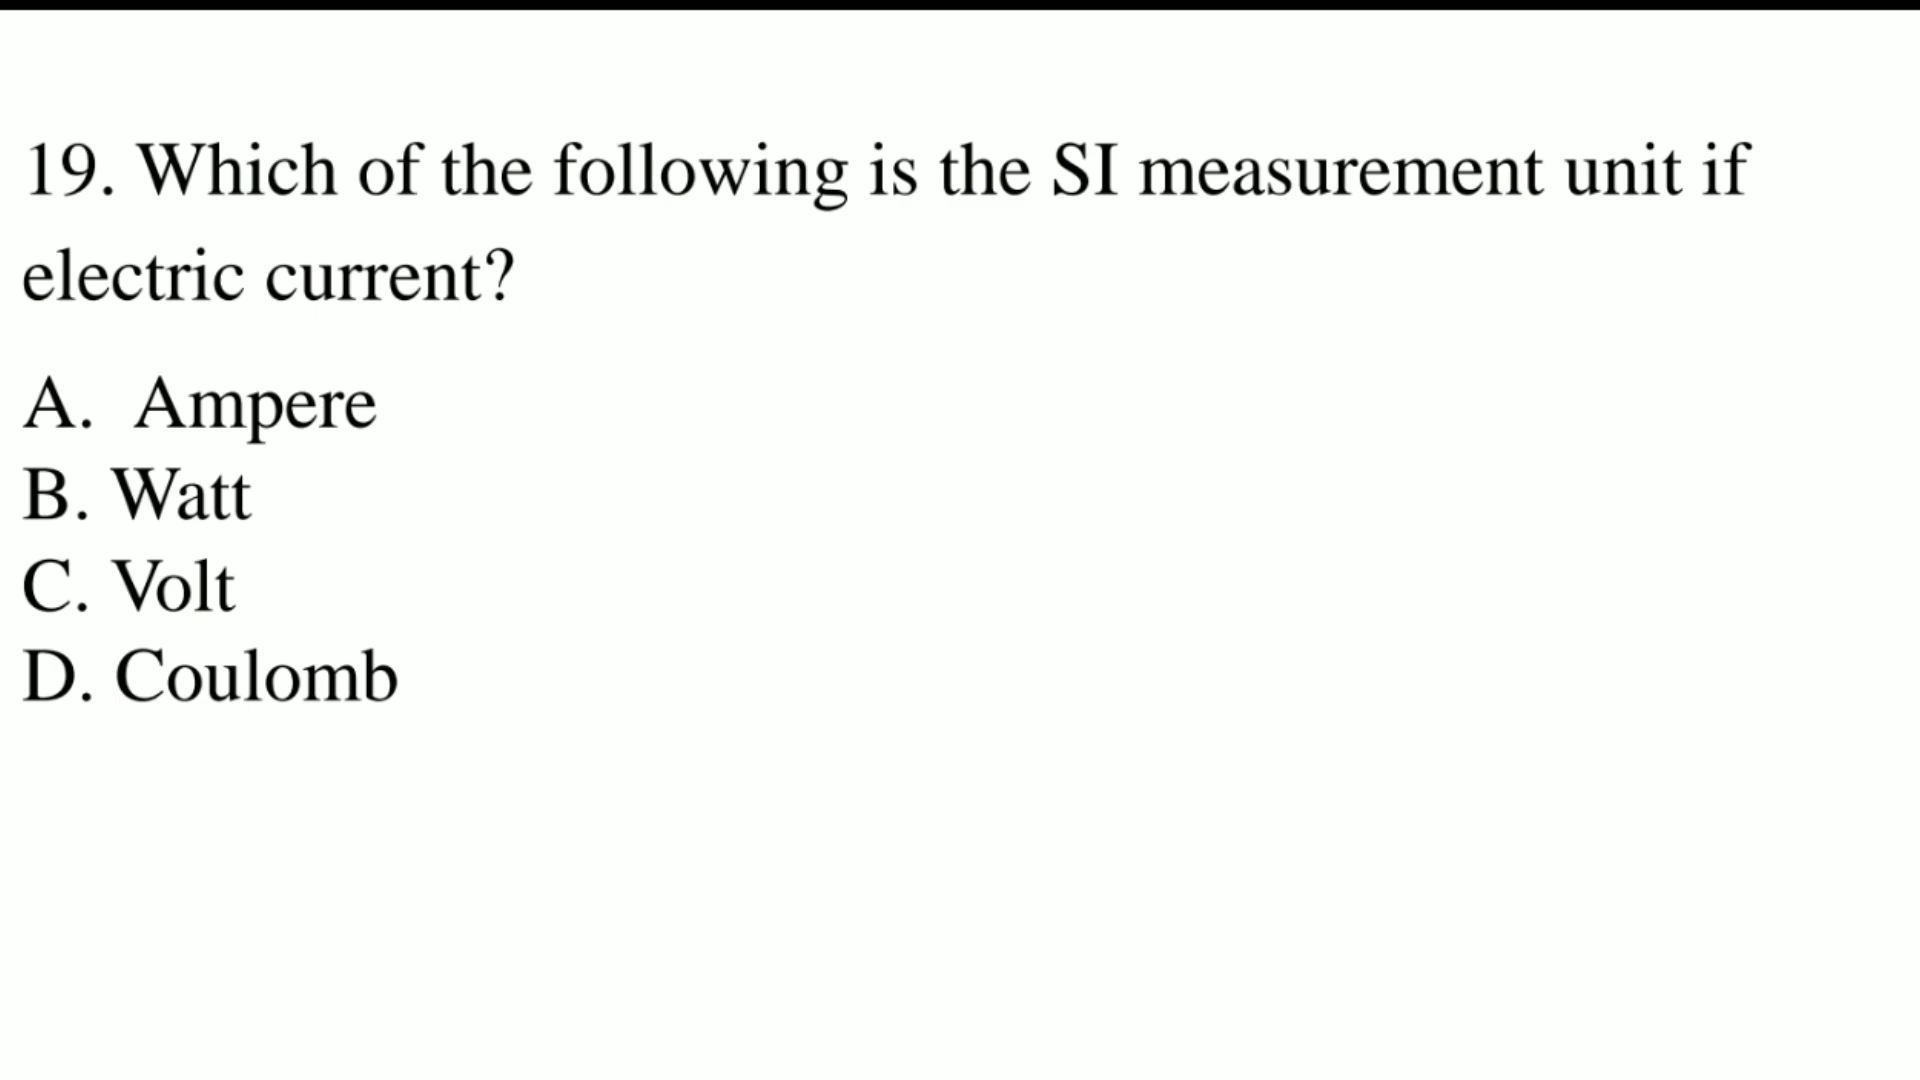 19. Which of the following is the SI measurement unit if
electric current?
A. Ampere
B. Watt
C. Volt
D. Coulomb